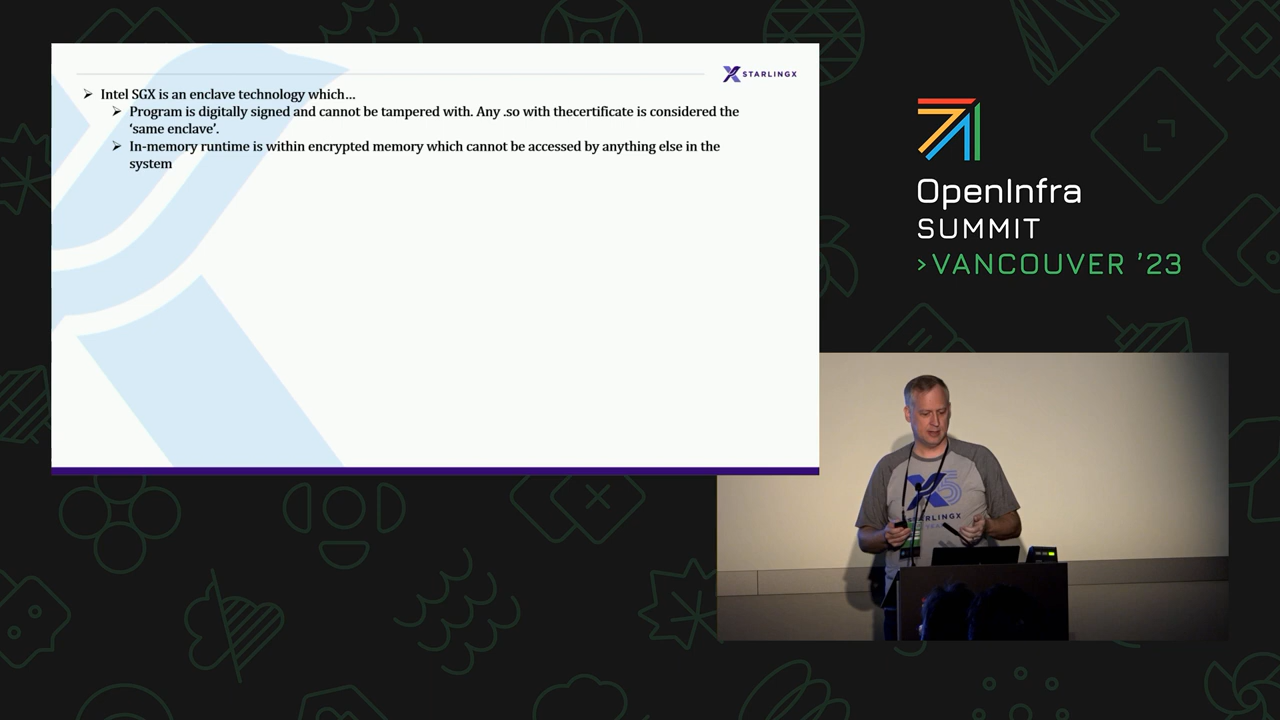 STARLINGX
Intel SGX is an enclave technology which…
Program is digitally signed and cannot be tampered with. Any .so with thecertificate is considered the
‘same enclave’.
In-memory runtime is within encrypted memory which cannot be accessed by anything else in the
system
OpenInfra
SUMMIT
>VANCOUVER ’23
X5
STARLINGX